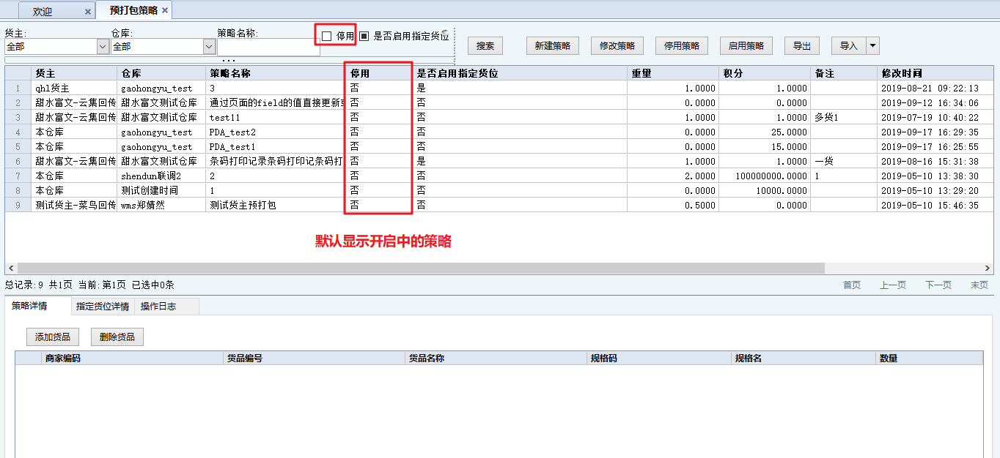 欢迎 × 预打包策略 ×
货主: 仓库: 策略名称:
全部 全部 停用 是否启用指定货位 搜索 新建策略 修改策略 停用策略 启用策略 导出 导入
货主 仓库 策略名称 停用 是否启用指定货位 重量 积分 备注 修改时间
1 qhl货主 gaohongyu_test 3 否 是 1.0000 1.0000 2019-08-21 09:22:13
2 甜水富文-云集回传 甜水富文测试仓库 通过页面的field的值直接更新 否 否 0.0000 0.0000 2019-09-12 16:34:06
3 甜水富文-云集回传 甜水富文测试仓库 test11 否 否 1.0000 1.0000 多货1 2019-07-19 10:40:22
4 本仓库 gaohongyu_test PDA_test2 否 否 0.0000 25.0000 2019-09-17 16:29:35
5 本仓库 gaohongyu_test PDA_test1 否 否 0.0000 15.0000 2019-09-17 16:25:55
6 甜水富文-云集回传 甜水富文测试仓库 条码打印记录条码打印记条码打 否 是 1.0000 1.0000 一货 2019-08-16 15:31:38
7 本仓库 shendun联调2 2 否 否 2.0000 100000000.0000 1 2019-05-10 13:38:30
8 本仓库 测试创建时间 1 否 否 0.0000 10000.0000 2019-05-10 13:29:20
9 测试货主-菜鸟回传 wms郑婧然 测试货主预打包 否 否 0.5000 0.0000 2019-05-10 15:46:35
默认显示开启中的策略
总记录:9 共1页 当前:第1页 已选中0条 首页 上一页 下一页 末页
策略详情 指定货位详情 操作日志
添加货品 删除货品
商家编码 货品编号 货品名称 规格码 规格名 数量